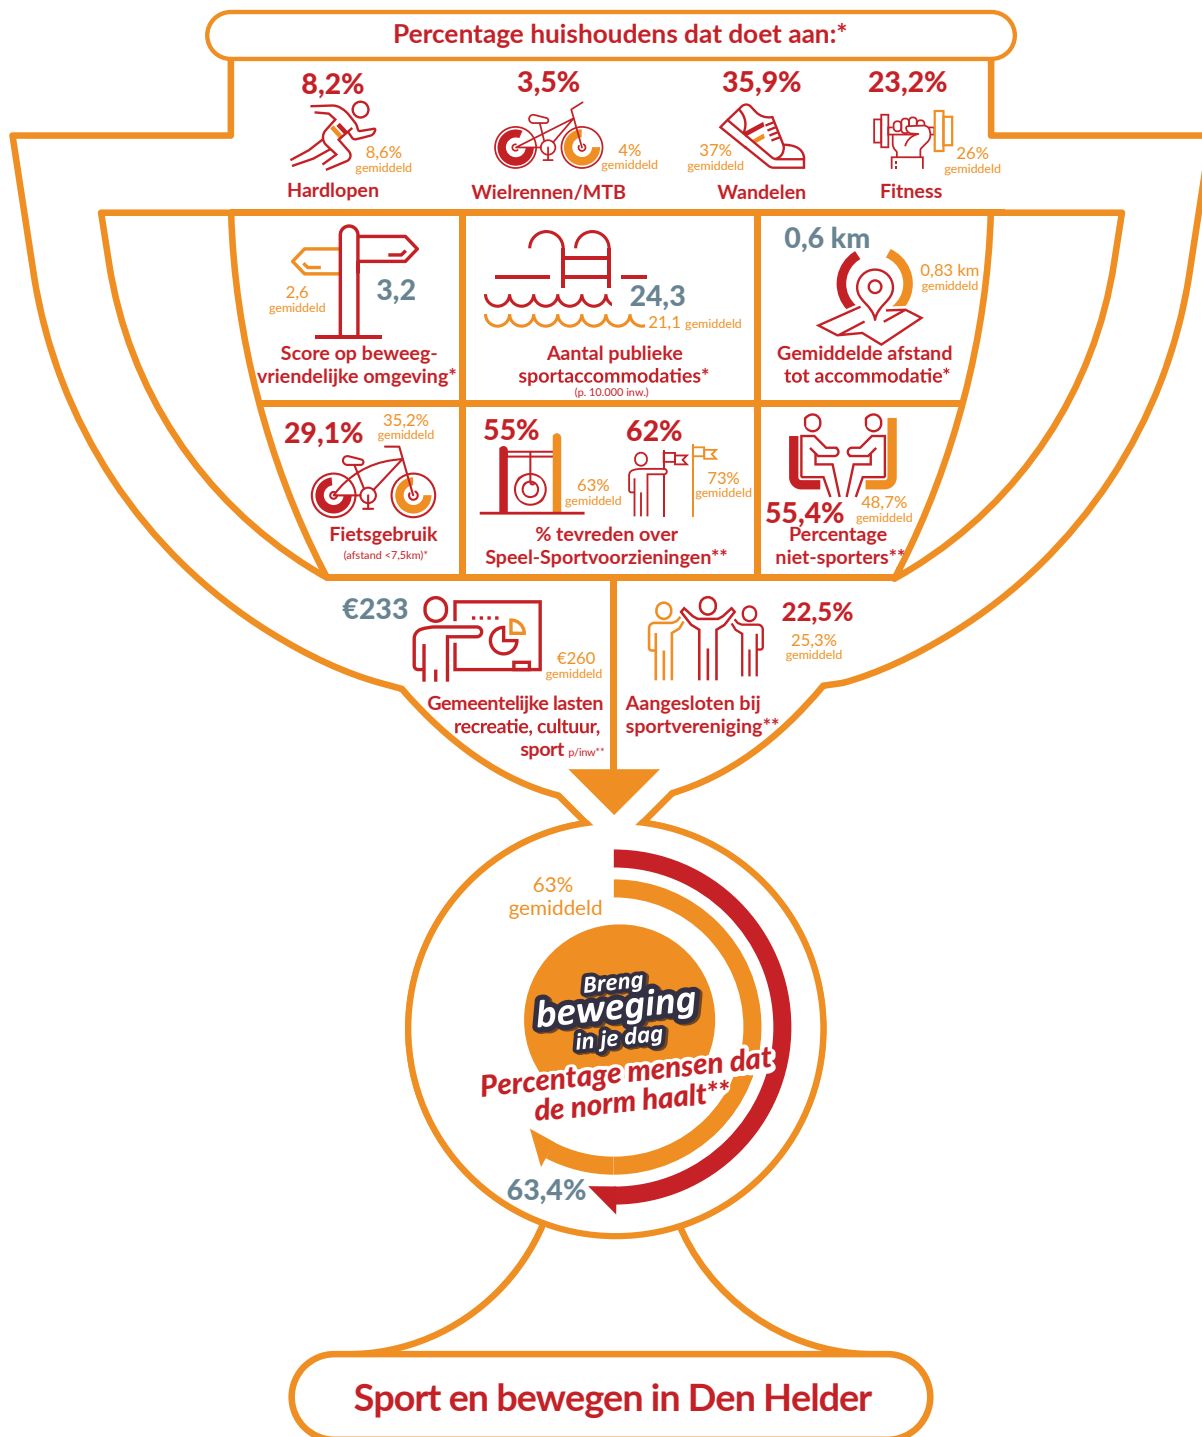 Percentage huishoudens dat doet aan:*
8,2%
8,6%
gemiddeld
Hardlopen
3,5%
4%
gemiddeld
Wielrennen/MTB
35,9%
37%
gemiddeld
Wandelen
23,2%
26%
gemiddeld
Fitness
2,6
gemiddeld
3,2
Score op beweeg-
vriendelijke omgeving*
24,3
21,1 gemiddeld
Aantal publieke
sportaccommodaties*
(p. 10.000 inw.)
0,6 km
0,83 km
gemiddeld
Gemiddelde afstand
tot accommodatie*
29,1%
35,2%
gemiddeld
Fietsgebruik
(afstand <7,5km)*
55%
63%
gemiddeld
62%
73%
gemiddeld
% tevreden over
Speel-Sportvoorzieningen**
55,4%
48,7%
gemiddeld
Percentage
niet-sporters**
€233
€260
gemiddeld
Gemeentelijke lasten
recreatie, cultuur,
sport p/inw**
22,5%
25,3%
gemiddeld
Aangesloten bij
sportvereniging**
63%
gemiddeld
Breng
beweging
in je dag
Percentage mensen dat
de norm haalt**
63,4%
Sport en bewegen in Den Helder